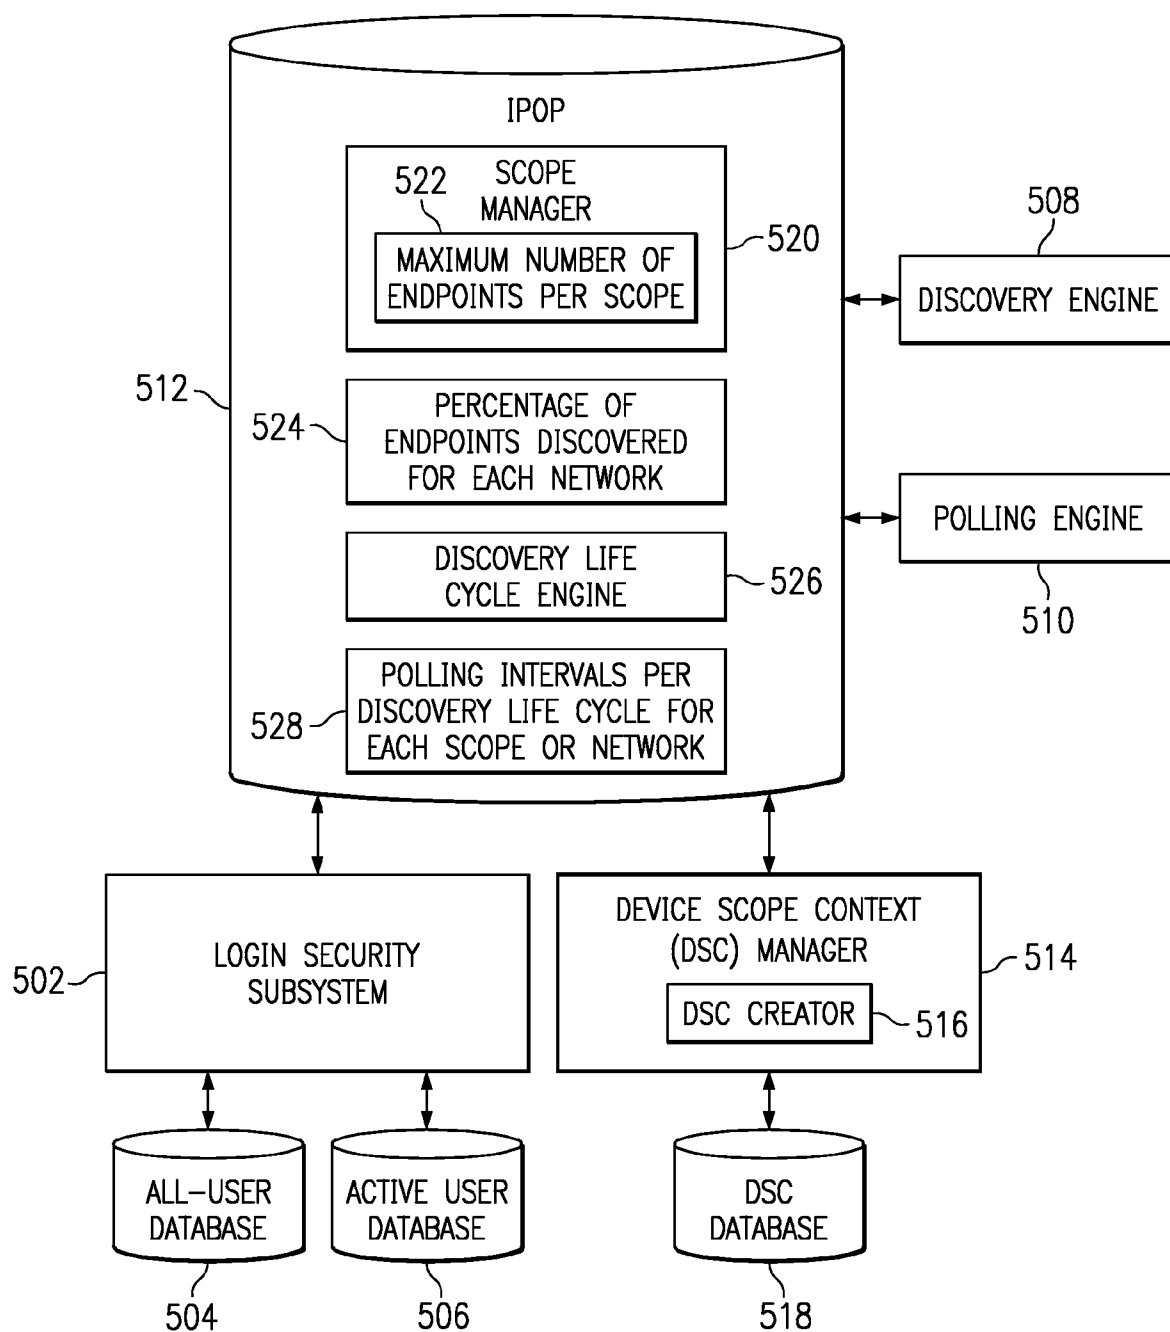 IPOP
SCOPE
MANAGER
522
MAXIMUM NUMBER OF
ENDPOINTS PER SCOPE
520
508
DISCOVERY ENGINE
512
524
PERCENTAGE OF
ENDPOINTS DISCOVERED
FOR EACH NETWORK
POLLING ENGINE
510
DISCOVERY LIFE
CYCLE ENGINE
526
528
POLLING INTERVALS PER
DISCOVERY LIFE CYCLE FOR
EACH SCOPE OR NETWORK
502
LOGIN SECURITY
SUBSYSTEM
DEVICE SCOPE CONTEXT
(DSC) MANAGER
514
DSC CREATOR
516
ALL-USER
DATABASE
504
ACTIVE USER
DATABASE
506
DSC
DATABASE
518